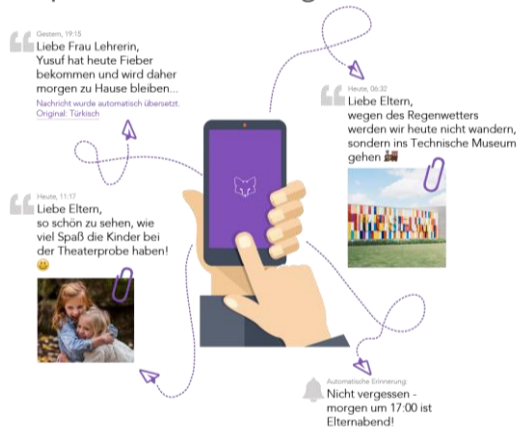 Gestern, 19:15
Liebe Frau Lehrerin,
Yusuf hat heute Fieber
bekommen und wird daher
morgen zu Hause bleiben...
Nachricht wurde automatisch übersetzt.
Original: Türkisch
Heute, 06:32
Liebe Eltern,
wegen des Regenwetters
werden wir heute nicht wandern,
sondern ins Technische Museum
gehen 🚂
Heute, 11:17
Liebe Eltern,
so schön zu sehen, wie
viel Spaß die Kinder bei
der Theaterprobe haben!
😀
Automatische Erinnerung:
Nicht vergessen -
morgen um 17:00 ist
Elternabend!